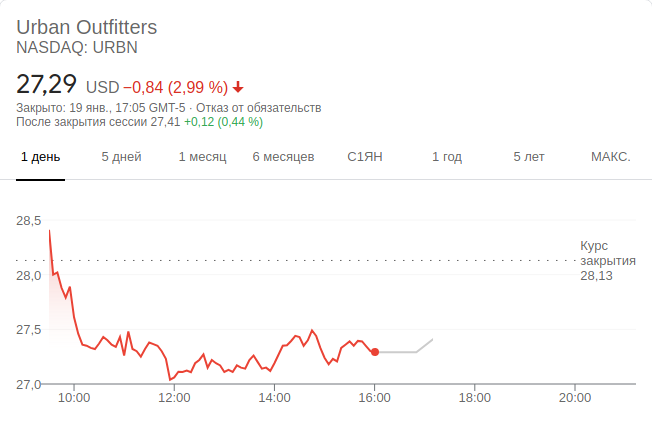 Urban Outfitters
NASDAQ: URBN
27,29 USD −0,84 (2,99 %)
Закрыто: 19 янв., 17:05 GMT-5 · Отказ от обязательств
После закрытия сессии 27,41 +0,12 (0,44 %)
1 день 5 дней 1 месяц 6 месяцев С1ЯН 1 год 5 лет МАКС.
28,5
Курс
закрытия
28,13
28,0
27,5
27,0
10:00 12:00 14:00 16:00 18:00 20:00